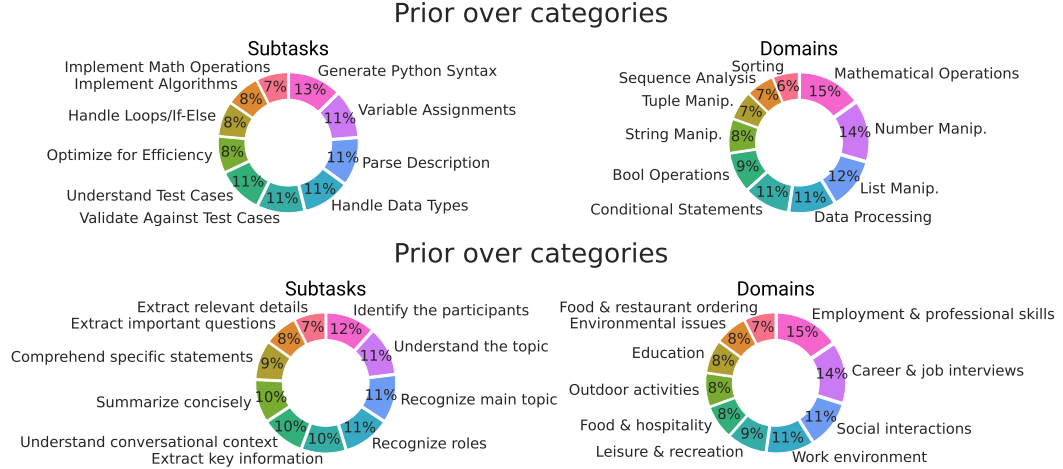 Prior over categories
Subtasks
Implement Math Operations
7%
Generate Python Syntax
13%
Implement Algorithms
8%
Variable Assignments
11%
Handle Loops/If-Else
8%
Parse Description
11%
Optimize for Efficiency
8%
Handle Data Types
11%
Understand Test Cases
11%
Validate Against Test Cases
11%
Domains
Sorting
6%
Mathematical Operations
15%
Sequence Analysis
7%
Number Manip.
14%
Tuple Manip.
7%
List Manip.
12%
String Manip.
8%
Data Processing
11%
Bool Operations
9%
Conditional Statements
11%
Prior over categories
Subtasks
Extract relevant details
7%
Identify the participants
12%
Extract important questions
8%
Understand the topic
11%
Comprehend specific statements
9%
Recognize main topic
11%
Summarize concisely
10%
Recognize roles
11%
Understand conversational context
10%
Extract key information
10%
Domains
Food & restaurant ordering
7%
Employment & professional skills
15%
Environmental issues
8%
Career & job interviews
14%
Education
8%
Social interactions
11%
Outdoor activities
8%
Work environment
11%
Food & hospitality
8%
Leisure & recreation
9%